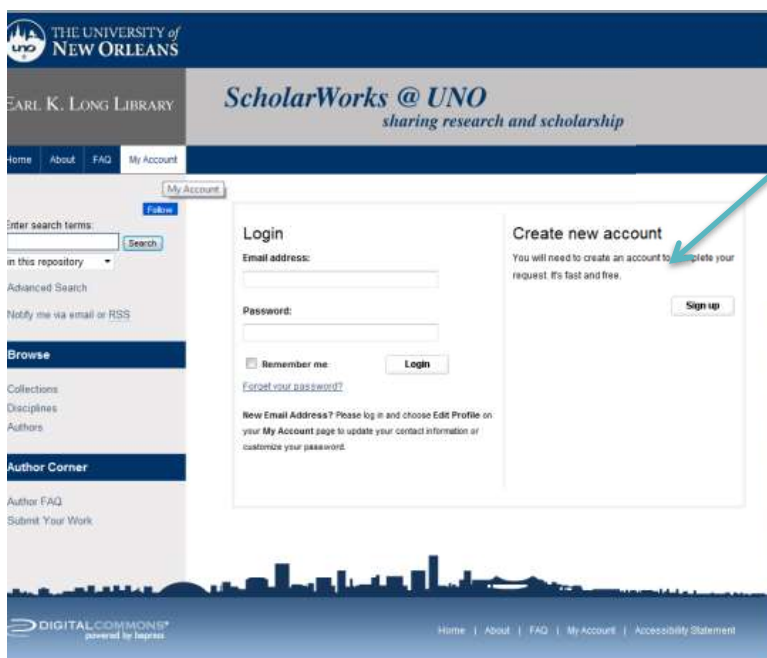 THE UNIVERSITY of
NEW ORLEANS
uno
EARL K. LONG LIBRARY
ScholarWorks @ UNO
sharing research and scholarship
Home About FAQ My Account
My Account
Follow
Enter search terms:
Search
in this repository
Advanced Search
Notify me via email or RSS
Browse
Collections
Disciplines
Authors
Author Corner
Author FAQ
Submit Your Work
Login
Email address:
Password:
Remember me
Login
Forgot your password?
New Email Address? Please log in and choose Edit Profile on
your My Account page to update your contact information or
customize your password.
Create new account
You will need to create an account to complete your
request. It's fast and free.
Sign up
DIGITALCOMMONS®
powered by bepress
Home | About | FAQ | My Account | Accessibility Statement